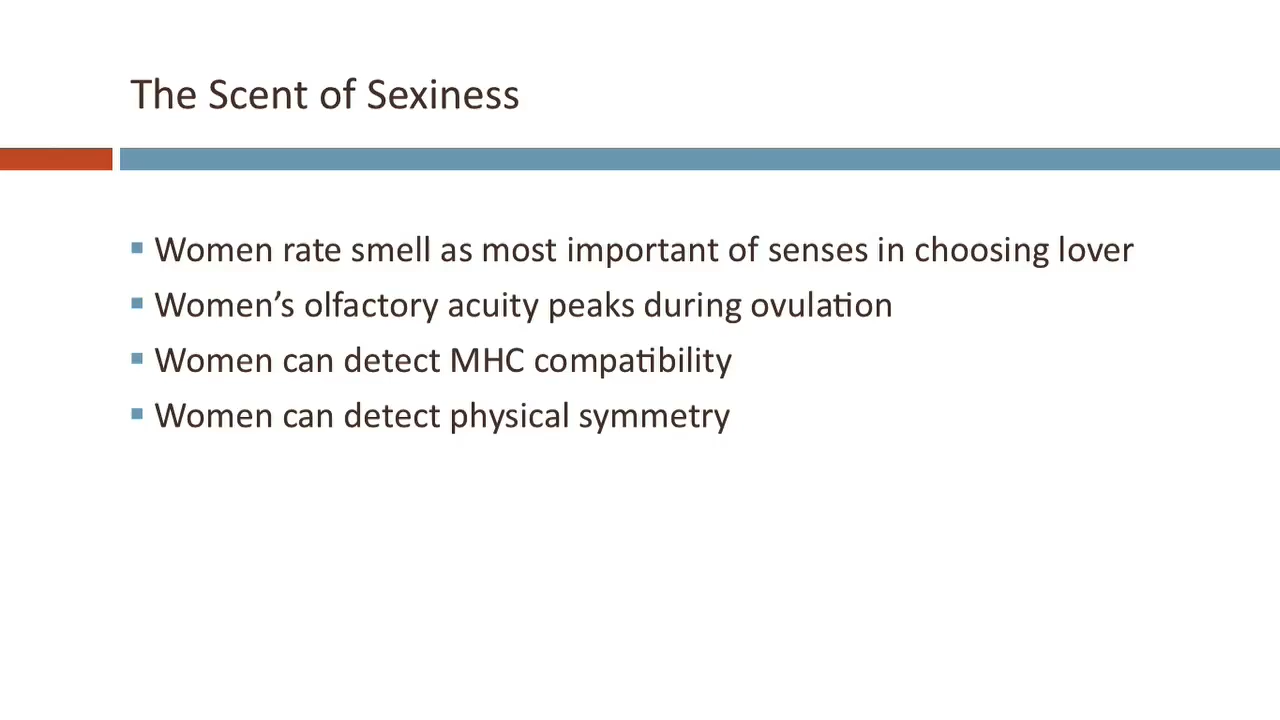 The Scent of Sexiness
▪ Women rate smell as most important of senses in choosing lover
▪ Women’s olfactory acuity peaks during ovulation
▪ Women can detect MHC compatibility
▪ Women can detect physical symmetry